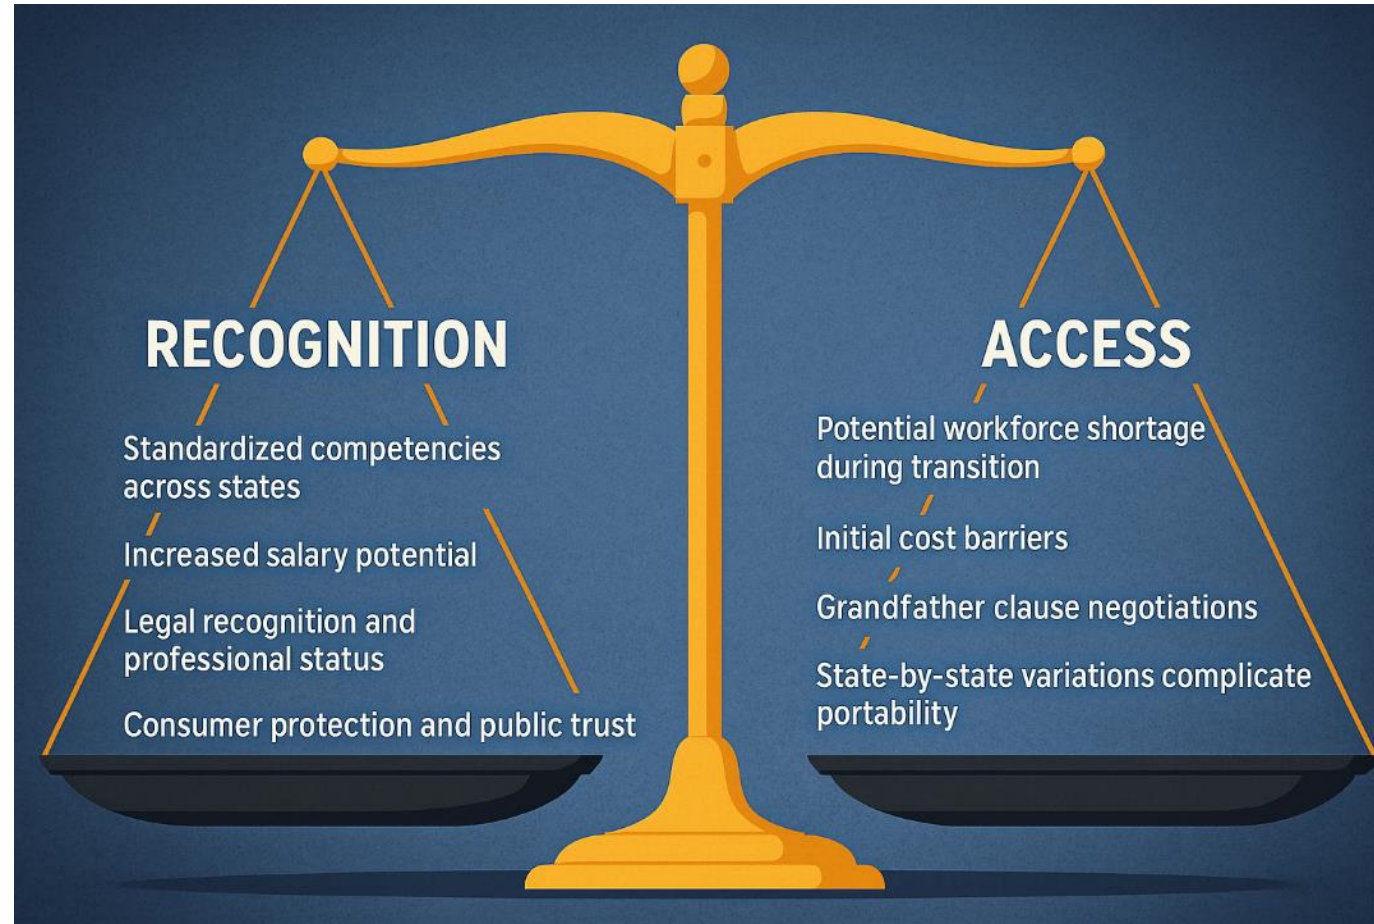 RECOGNITION
Standardized competencies
across states
Increased salary potential
Legal recognition and
professional status
Consumer protection and public trust
ACCESS
Potential workforce shortage
during transition
Initial cost barriers
Grandfather clause negotiations
State-by-state variations complicate
portability